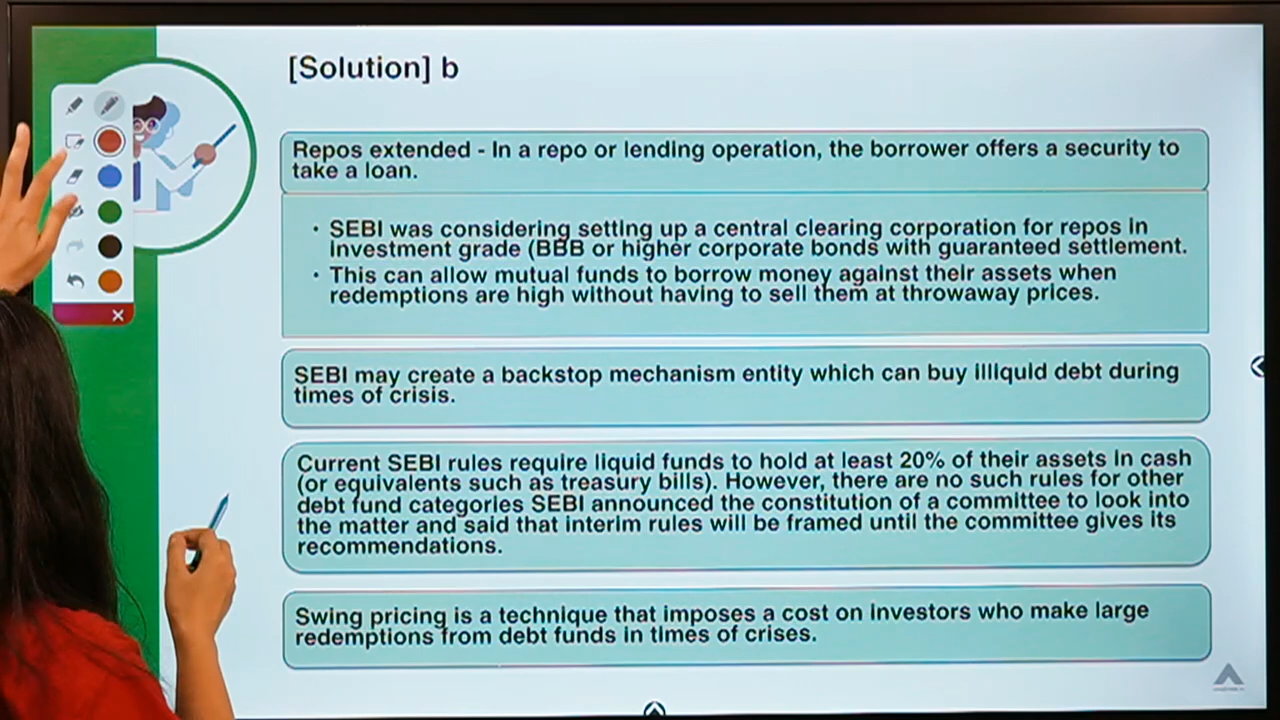 [Solution] b
Repos extended - In a repo or lending operation, the borrower offers a security to
take a loan.
• SEBI was considering setting up a central clearing corporation for repos in
investment grade (BBB or higher corporate bonds with guaranteed settlement.
• This can allow mutual funds to borrow money against their assets when
redemptions are high without having to sell them at throwaway prices.
SEBI may create a backstop mechanism entity which can buy illiquid debt during
times of crisis.
Current SEBI rules require liquid funds to hold at least 20% of their assets in cash
(or equivalents such as treasury bills). However, there are no such rules for other
debt fund categories SEBI announced the constitution of a committee to look into
the matter and said that interim rules will be framed until the committee gives its
recommendations.
Swing pricing is a technique that imposes a cost on investors who make large
redemptions from debt funds in times of crises.